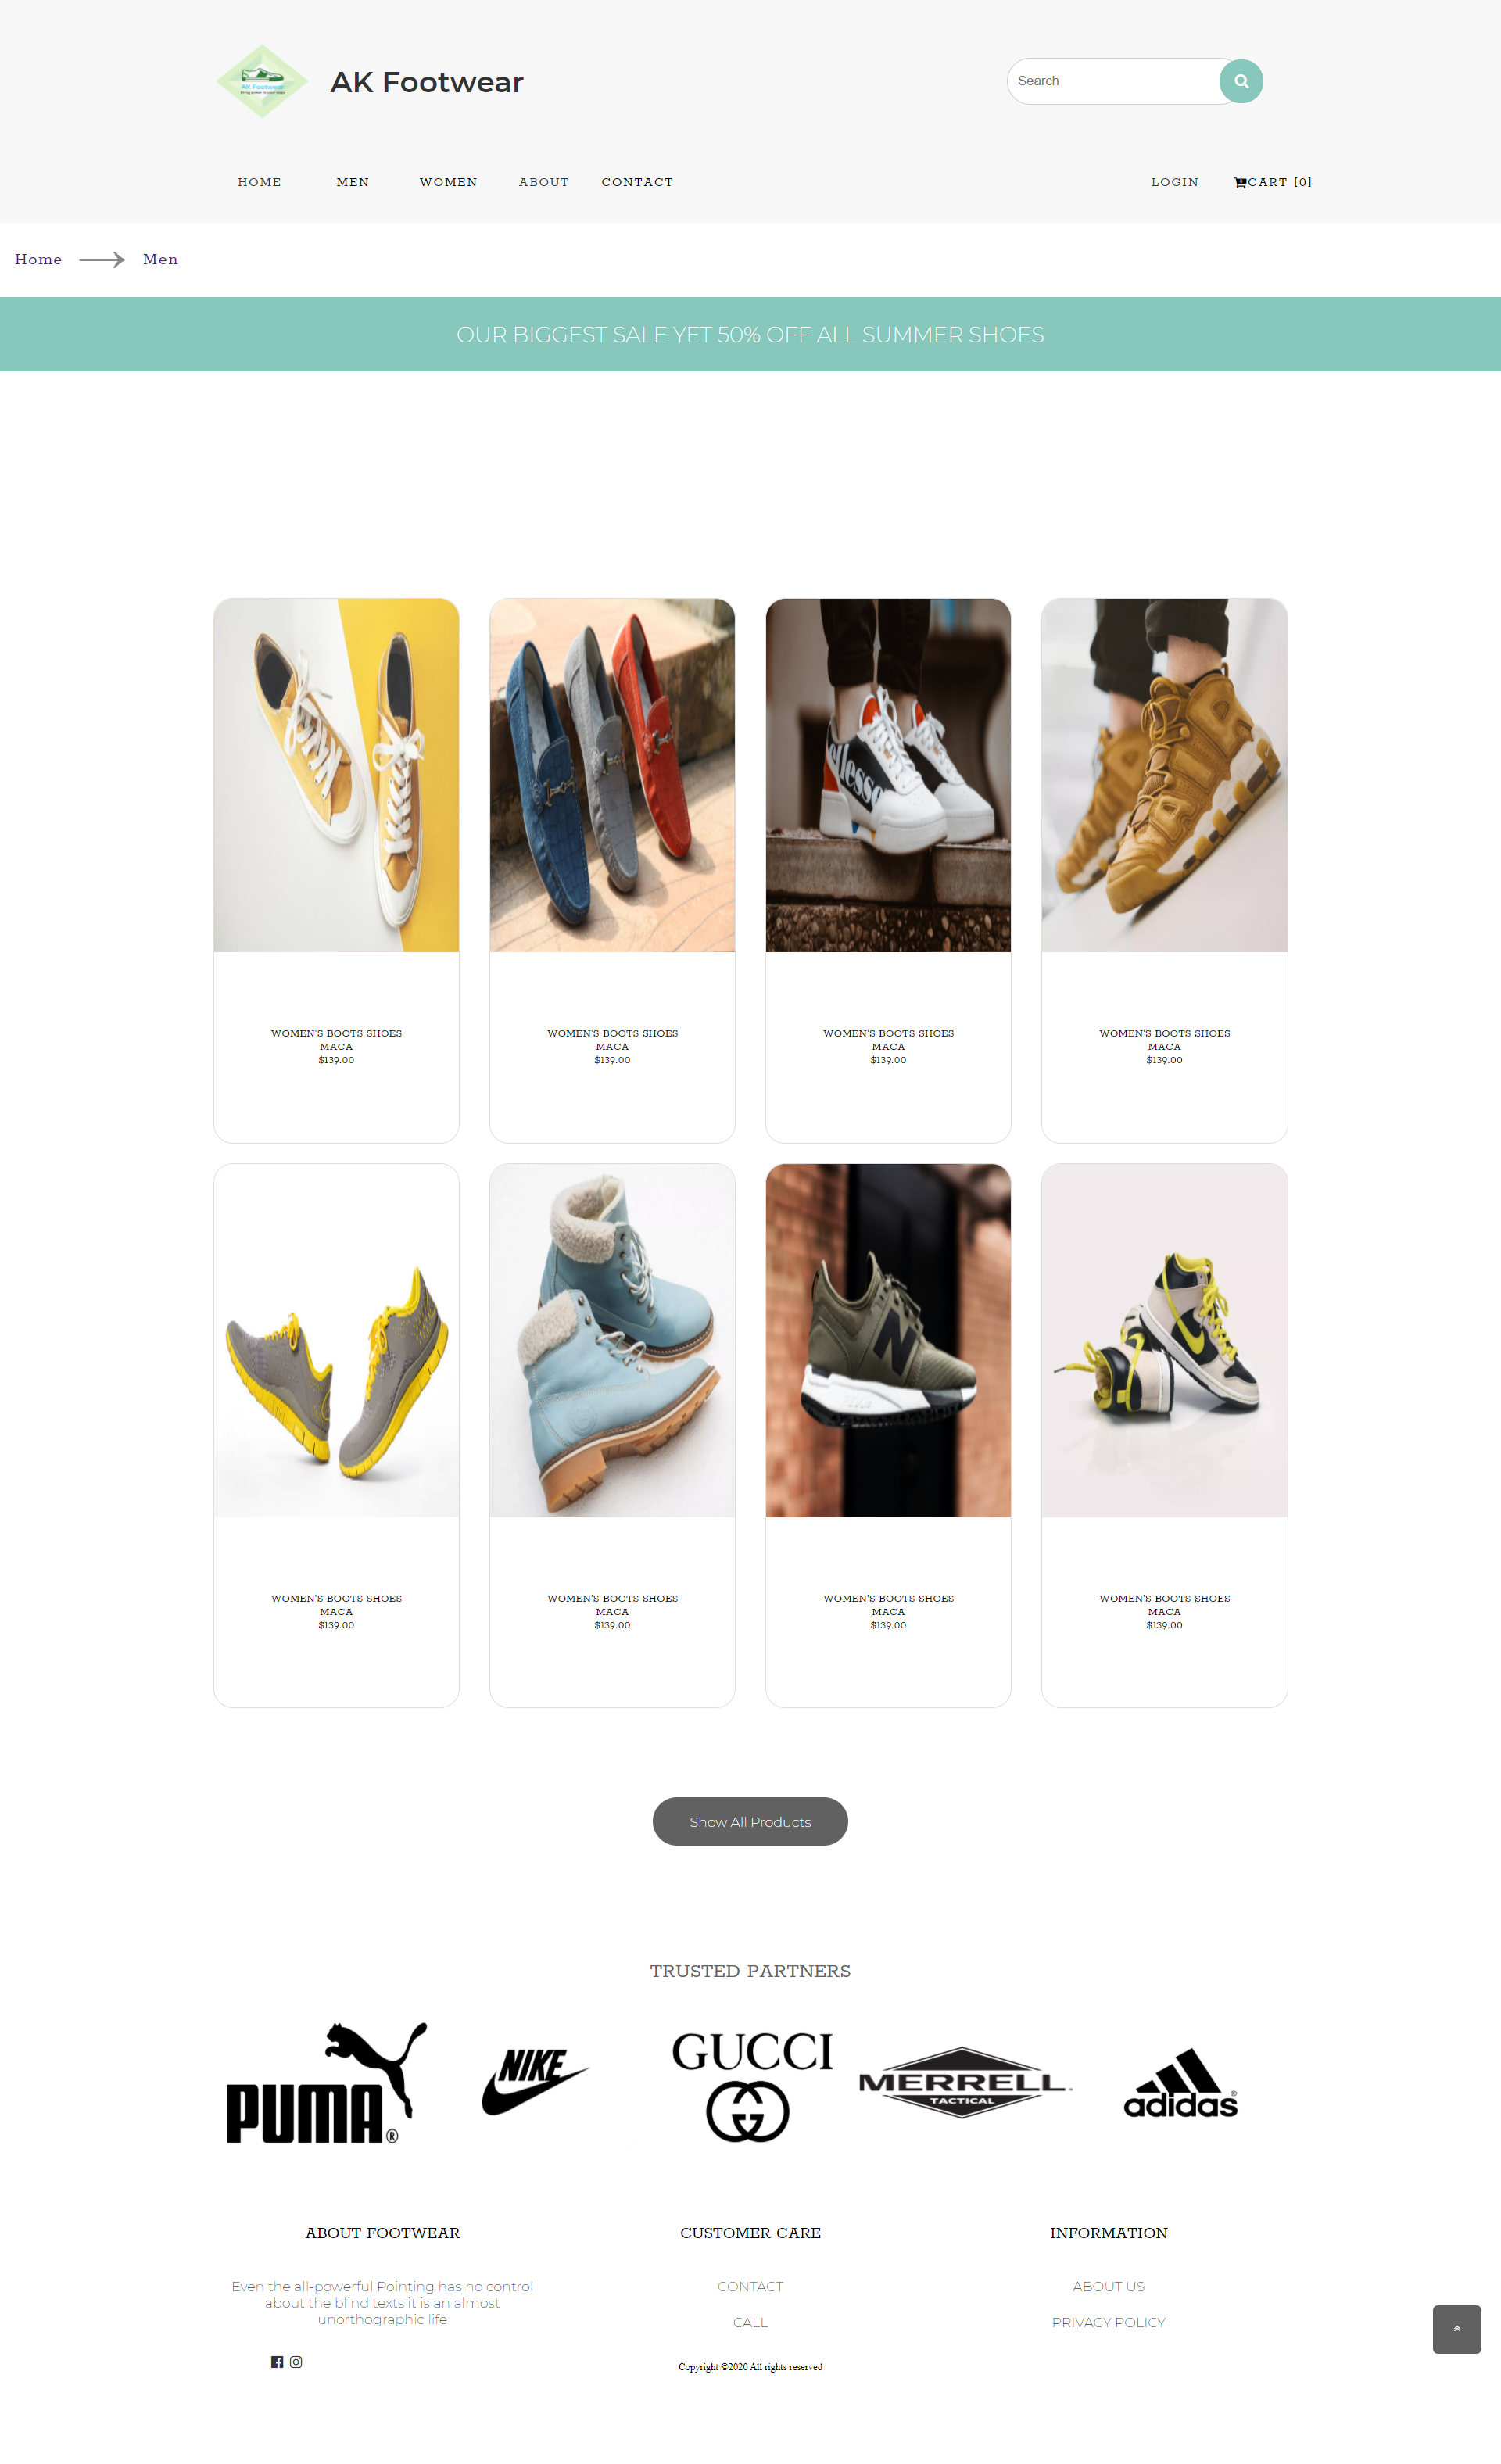 AK Footwear
AK Footwear
Search
HOME
MEN
WOMEN
ABOUT
CONTACT
LOGIN
CART [0]
Home
Men
OUR BIGGEST SALE YET 50% OFF ALL SUMMER SHOES
ellesse
WOMEN'S BOOTS SHOES
MACA
$139.00
WOMEN'S BOOTS SHOES
MACA
$139.00
WOMEN'S BOOTS SHOES
MACA
$139.00
WOMEN'S BOOTS SHOES
MACA
$139.00
N
WOMEN'S BOOTS SHOES
MACA
$139.00
WOMEN'S BOOTS SHOES
MACA
$139.00
WOMEN'S BOOTS SHOES
MACA
$139.00
WOMEN'S BOOTS SHOES
MACA
$139.00
Show All Products
TRUSTED PARTNERS
PUMA®
NIKE
GUCCI
MERRELL
TACTICAL
adidas®
ABOUT FOOTWEAR
Even the all-powerful Pointing has no control
about the blind texts it is an almost
unorthographic life
CUSTOMER CARE
CONTACT
CALL
INFORMATION
ABOUT US
PRIVACY POLICY
Copyright ©2020 All rights reserved